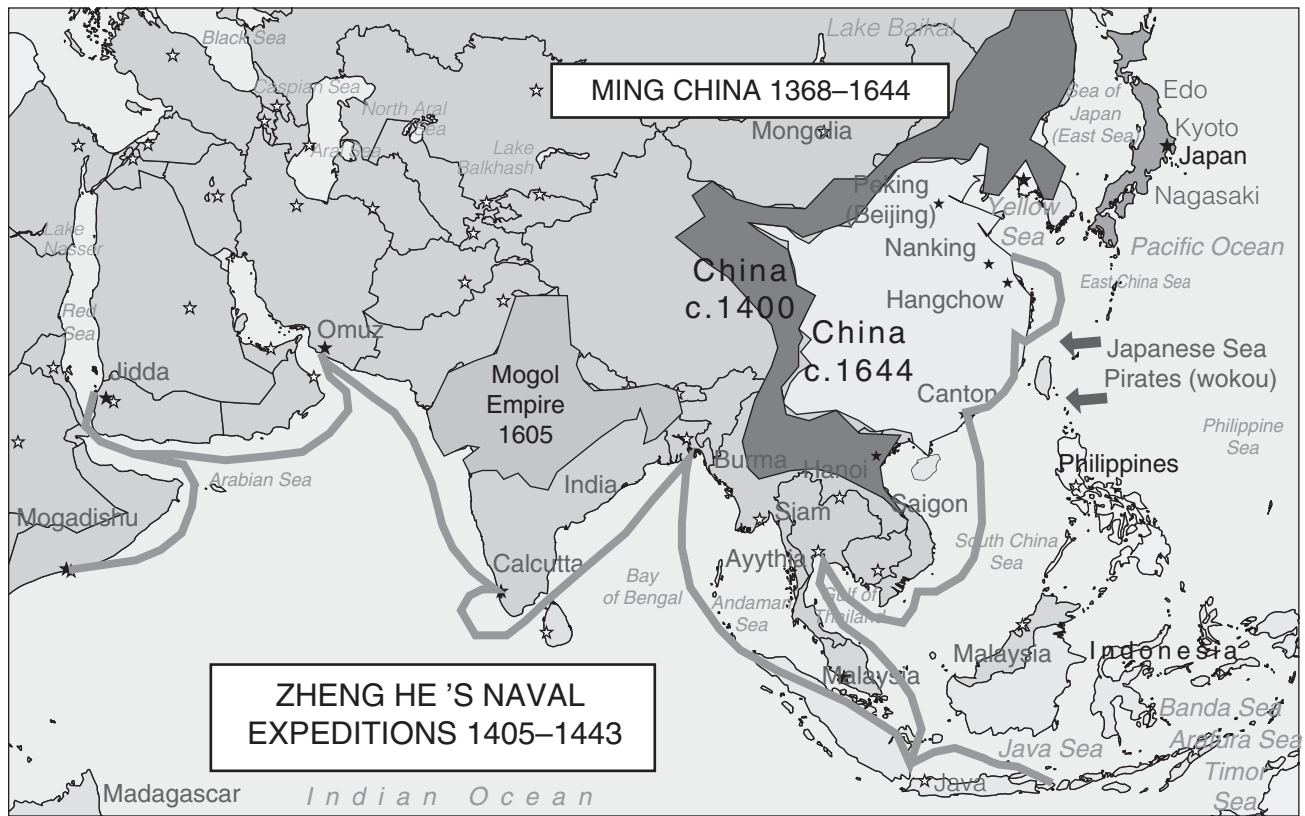 Black Sea
Lake Baikal
Caspian Sea
MING CHINA 1368–1644
Sea of
Japan
(East Sea)
Edo
North Aral
Sea
Aral Sea
Lake
Balkhash
Mongolia
Kyoto
Japan
Peking
(Beijing)
Nagasaki
Yellow
Sea
Lake
Nasser
Nanking
Pacific Ocean
China
c.1400
East China Sea
Hangchow
Red
Sea
Omuz
China
c.1644
Japanese Sea
Pirates (wokou)
Jidda
Mogol
Empire
1605
Canton
Philippine
Sea
Arabian Sea
India
Burma
Hanoi
Philippines
Mogadishu
Siam
Saigon
South China
Sea
Calcutta
Ayythia
Bay
of Bengal
Andaman
Sea
Gulf of
Thailand
Malaysia
Malaysia
Indonesia
ZHENG HE 'S NAVAL
EXPEDITIONS 1405–1443
Banda Sea
Java Sea
Arafura Sea
Timor
Sea
Java
Madagascar
Indian Ocean